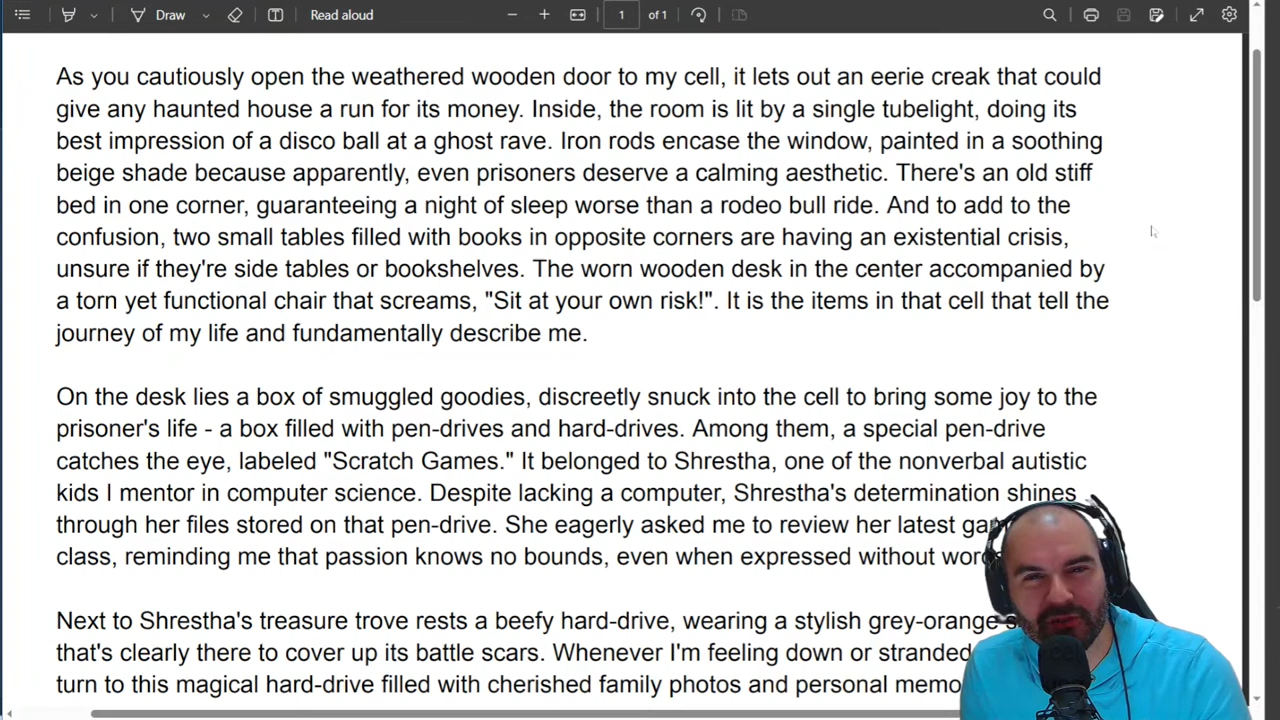 Draw
Read aloud
1
of 1
As you cautiously open the weathered wooden door to my cell, it lets out an eerie creak that could
give any haunted house a run for its money. Inside, the room is lit by a single tubelight, doing its
best impression of a disco ball at a ghost rave. Iron rods encase the window, painted in a soothing
beige shade because apparently, even prisoners deserve a calming aesthetic. There's an old stiff
bed in one corner, guaranteeing a night of sleep worse than a rodeo bull ride. And to add to the
confusion, two small tables filled with books in opposite corners are having an existential crisis,
unsure if they're side tables or bookshelves. The worn wooden desk in the center accompanied by
a torn yet functional chair that screams, "Sit at your own risk!". It is the items in that cell that tell the
journey of my life and fundamentally describe me.
On the desk lies a box of smuggled goodies, discreetly snuck into the cell to bring some joy to the
prisoner's life - a box filled with pen-drives and hard-drives. Among them, a special pen-drive
catches the eye, labeled "Scratch Games." It belonged to Shrestha, one of the nonverbal autistic
kids I mentor in computer science. Despite lacking a computer, Shrestha's determination shines
through her files stored on that pen-drive. She eagerly asked me to review her latest
class, reminding me that passion knows no bounds, even when expressed without
Next to Shrestha's treasure trove rests a beefy hard-drive, wearing a stylish grey-orange
that's clearly there to cover up its battle scars. Whenever I'm feeling down or stranded
turn to this magical hard-drive filled with cherished family photos and personal